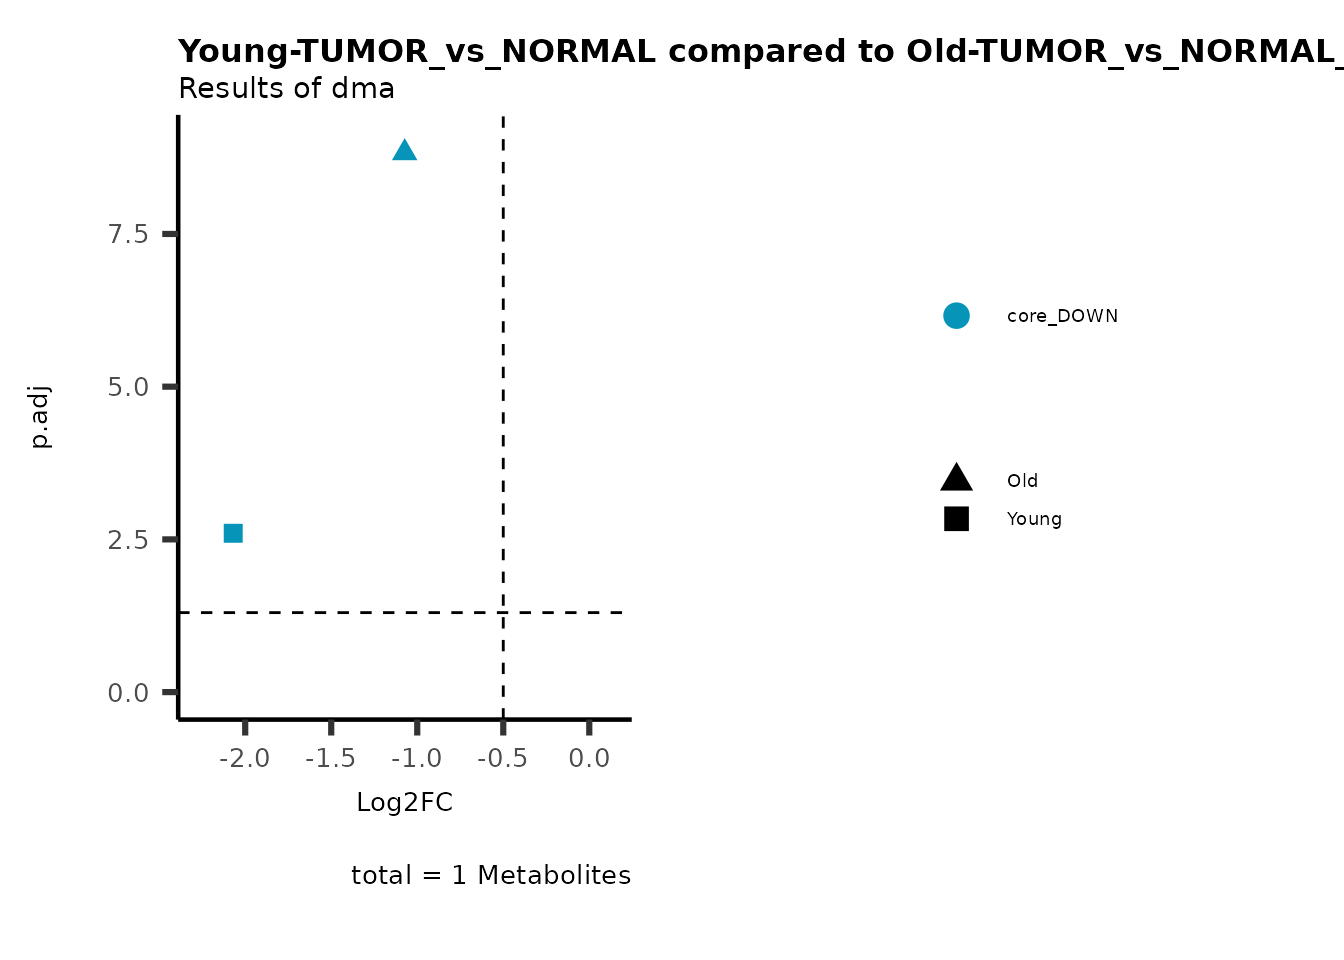 Young-TUMOR_vs_NORMAL compared to Old-TUMOR_vs_NORMAL_
Results of dma
p.adj
7.5
5.0
2.5
0.0
-2.0 -1.5 -1.0 -0.5 0.0
Log2FC
total = 1 Metabolites
core_DOWN
Old
Young